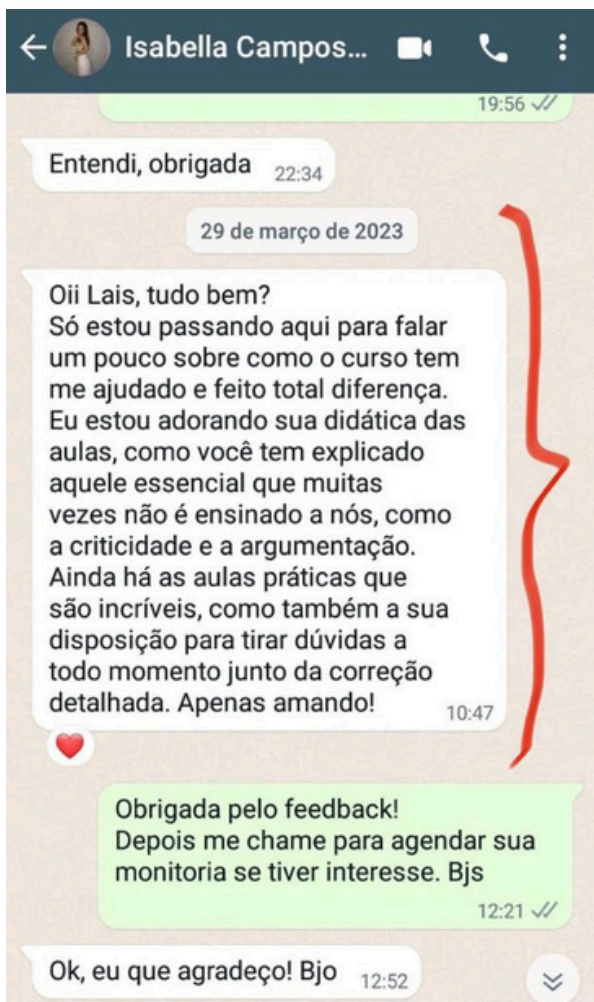 Isabella Campos...
19:56
Entendi, obrigada 22:34
29 de março de 2023
Oii Lais, tudo bem?
Só estou passando aqui para falar
um pouco sobre como o curso tem
me ajudado e feito total diferença.
Eu estou adorando sua didática das
aulas, como você tem explicado
aquele essencial que muitas
vezes não é ensinado a nós, como
a criticidade e a argumentação.
Ainda há as aulas práticas que
são incríveis, como também a sua
disposição para tirar dúvidas a
todo momento junto da correção
detalhada. Apenas amando! 10:47
Obrigada pelo feedback!
Depois me chame para agendar sua
monitoria se tiver interesse. Bjs
12:21
Ok, eu que agradeço! Bjo 12:52